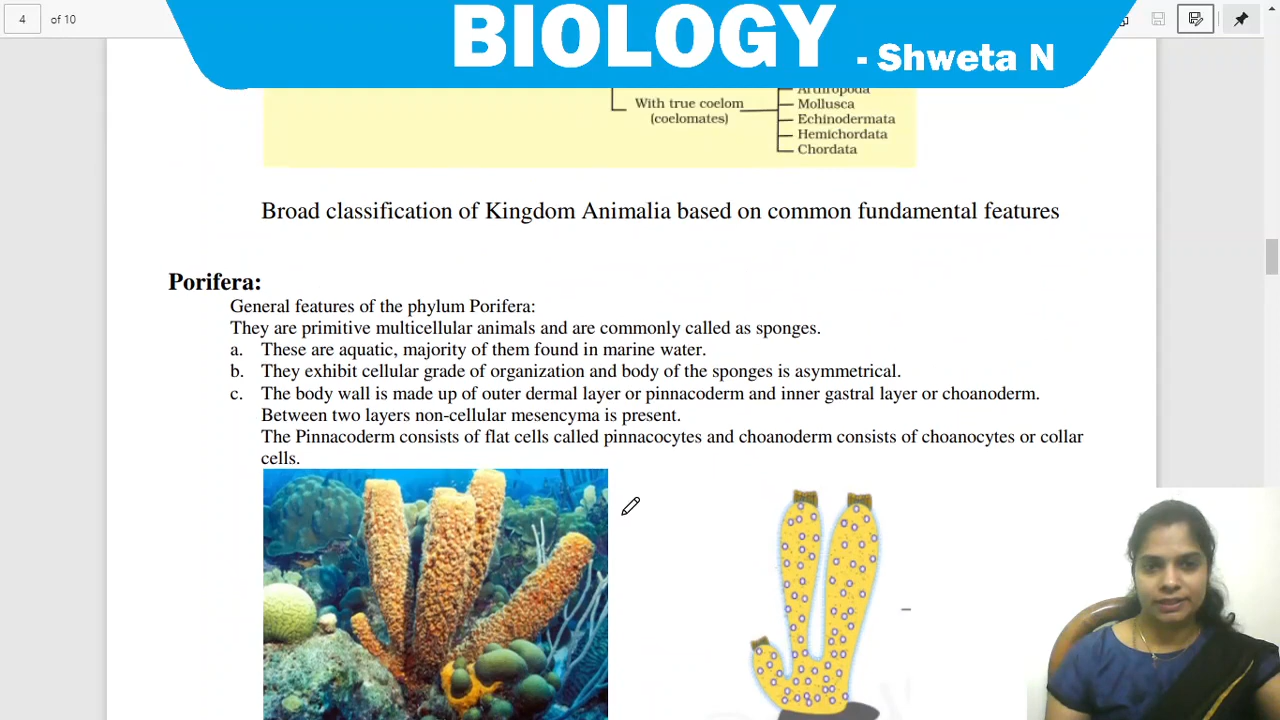 4 of 10
BIOLOGY
- Shweta N
Arthropoda
With true coelom
(coelomates)
Mollusca
Echinodermata
Hemichordata
Chordata
Broad classification of Kingdom Animalia based on common fundamental features
Porifera:
General features of the phylum Porifera:
They are primitive multicellular animals and are commonly called as sponges.
a. These are aquatic, majority of them found in marine water.
b. They exhibit cellular grade of organization and body of the sponges is asymmetrical.
c. The body wall is made up of outer dermal layer or pinnacoderm and inner gastral layer or choanoderm.
Between two layers non-cellular mesencyma is present.
The Pinnacoderm consists of flat cells called pinnacocytes and choanoderm consists of choanocytes or collar
cells.